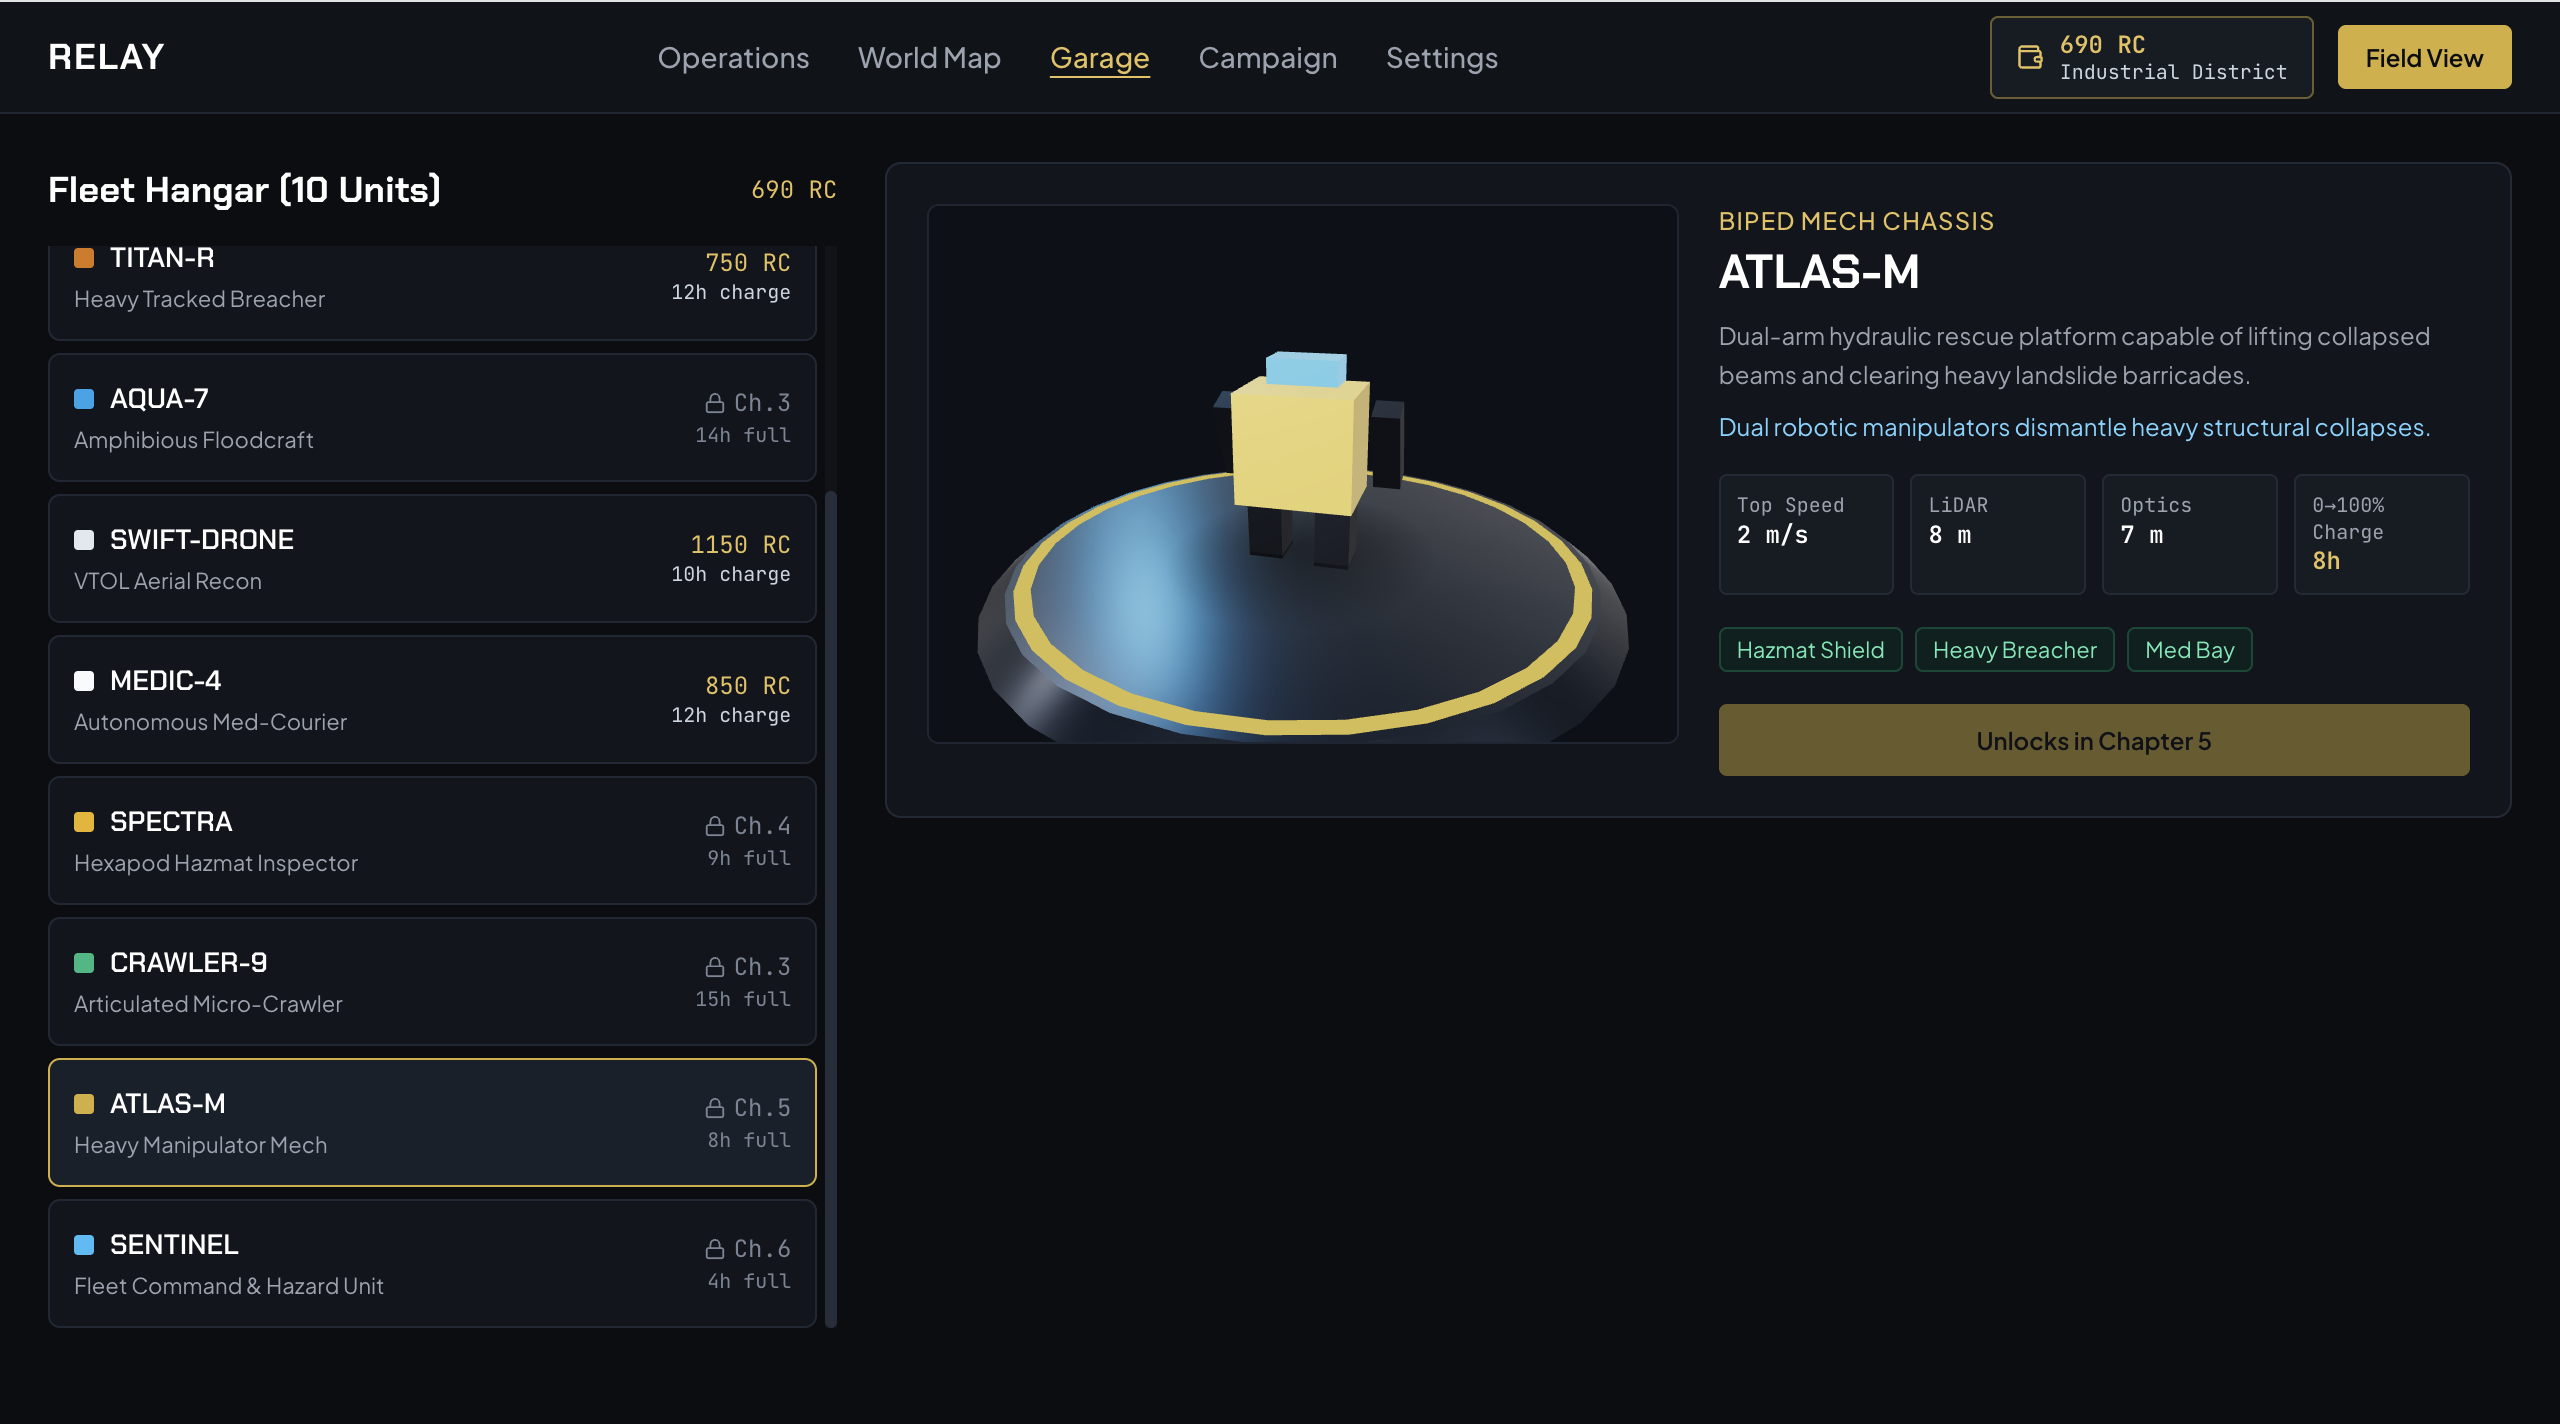 RELAY
Operations
World Map
Garage
Campaign
Settings
690 RC
Industrial District
Field View
Fleet Hangar (10 Units)
690 RC
TITAN-R
750 RC
Heavy Tracked Breacher
12h charge
AQUA-7
Ch.3
Amphibious Floodcraft
14h full
SWIFT-DRONE
1150 RC
VTOL Aerial Recon
10h charge
MEDIC-4
850 RC
Autonomous Med-Courier
12h charge
SPECTRA
Ch.4
Hexapod Hazmat Inspector
9h full
CRAWLER-9
Ch.3
Articulated Micro-Crawler
15h full
ATLAS-M
Ch.5
Heavy Manipulator Mech
8h full
SENTINEL
Ch.6
Fleet Command & Hazard Unit
4h full
BIPED MECH CHASSIS
ATLAS-M
Dual-arm hydraulic rescue platform capable of lifting collapsed
beams and clearing heavy landslide barricades.
Dual robotic manipulators dismantle heavy structural collapses.
Top Speed
2 m/s
LiDAR
8 m
Optics
7 m
0→100%
Charge
8h
Hazmat Shield
Heavy Breacher
Med Bay
Unlocks in Chapter 5